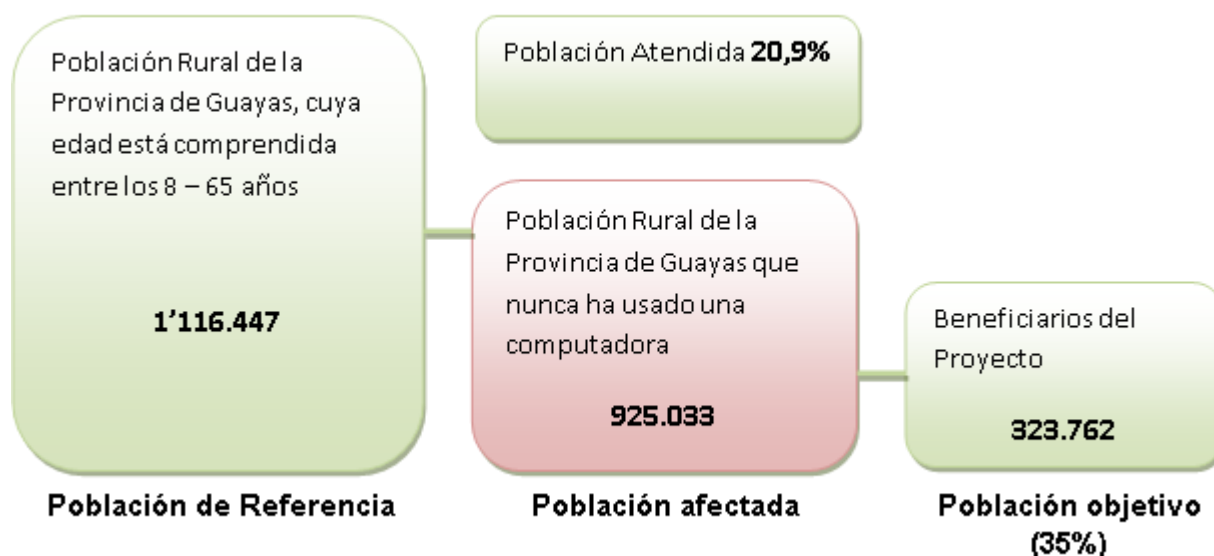 Población Rural de la
Provincia de Guayas, cuya
edad está comprendida
entre los 8 – 65 años
1’116.447
Población de Referencia
Población Atendida 20,9%
Población Rural de la
Provincia de Guayas que
nunca ha usado una
computadora
925.033
Población afectada
Beneficiarios del
Proyecto
323.762
Población objetivo
(35%)